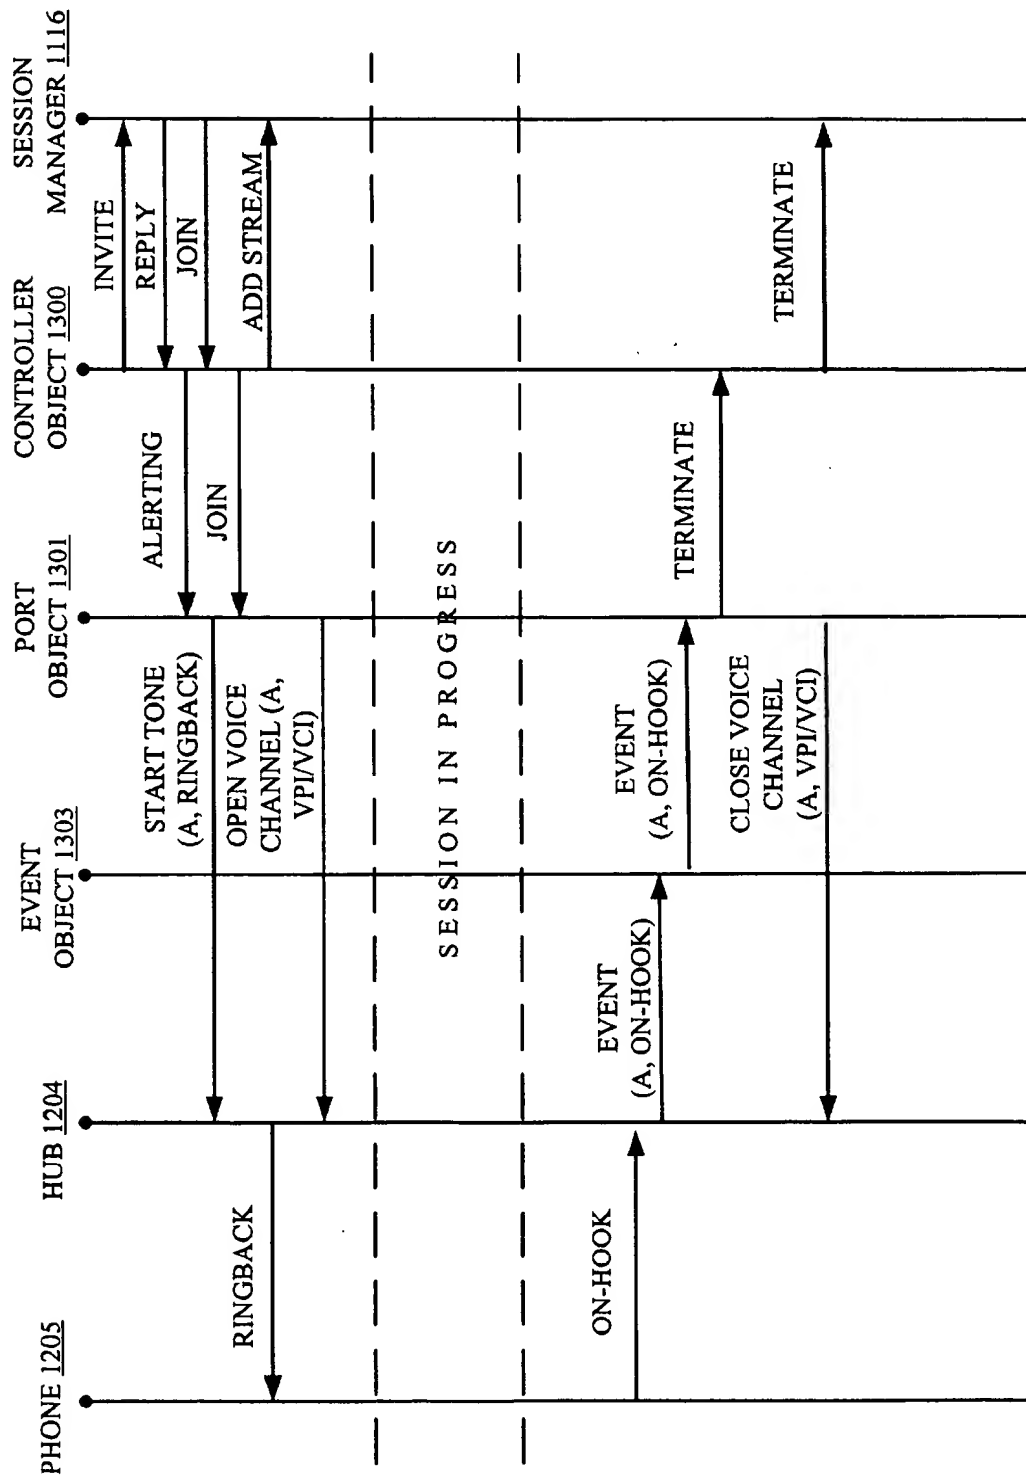 PHONE 1205
HUB 1204
EVENT
OBJECT 1303
PORT
OBJECT 1301
CONTROLLER
OBJECT 1300
SESSION
MANAGER 1116
INVITE
REPLY
ALERTING
JOIN
START TONE
(A, RINGBACK)
JOIN
OPEN VOICE
CHANNEL (A,
VPI/VCI)
ADD STREAM
RINGBACK
SESSION IN PROGRESS
ON-HOOK
EVENT
(A, ON-HOOK)
EVENT
(A, ON-HOOK)
TERMINATE
CLOSE VOICE
CHANNEL
(A, VPI/VCI)
TERMINATE